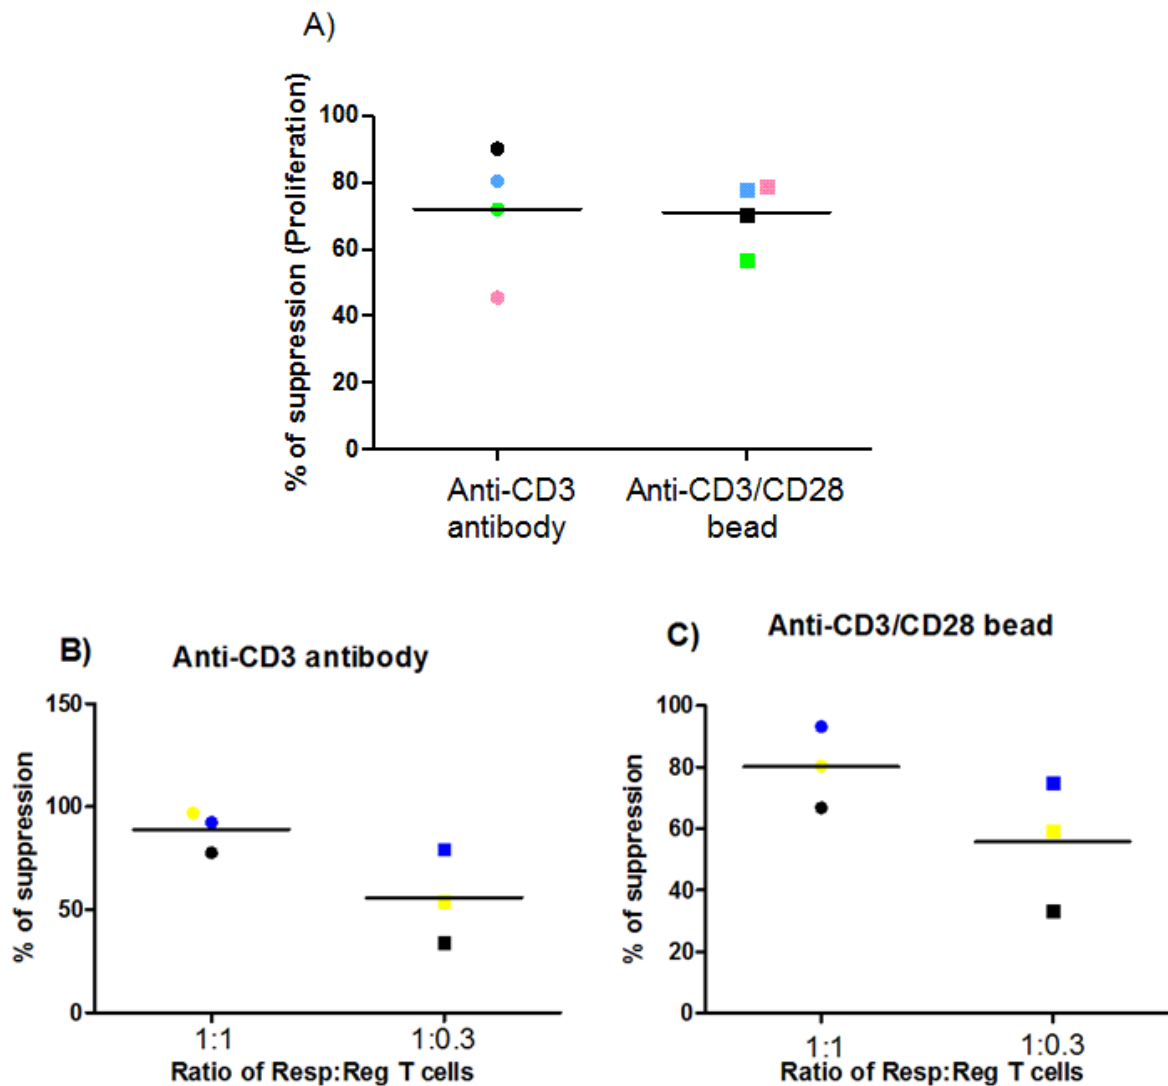 A)
% of suppression (Proliferation)
100
80
60
40
20
0
Anti-CD3
antibody
Anti-CD3/CD28
bead
B)
Anti-CD3 antibody
% of suppression
150
100
50
0
1:1
1:0.3
Ratio of Resp:Reg T cells
C)
Anti-CD3/CD28 bead
% of suppression
100
80
60
40
20
0
1:1
1:0.3
Ratio of Resp:Reg T cells